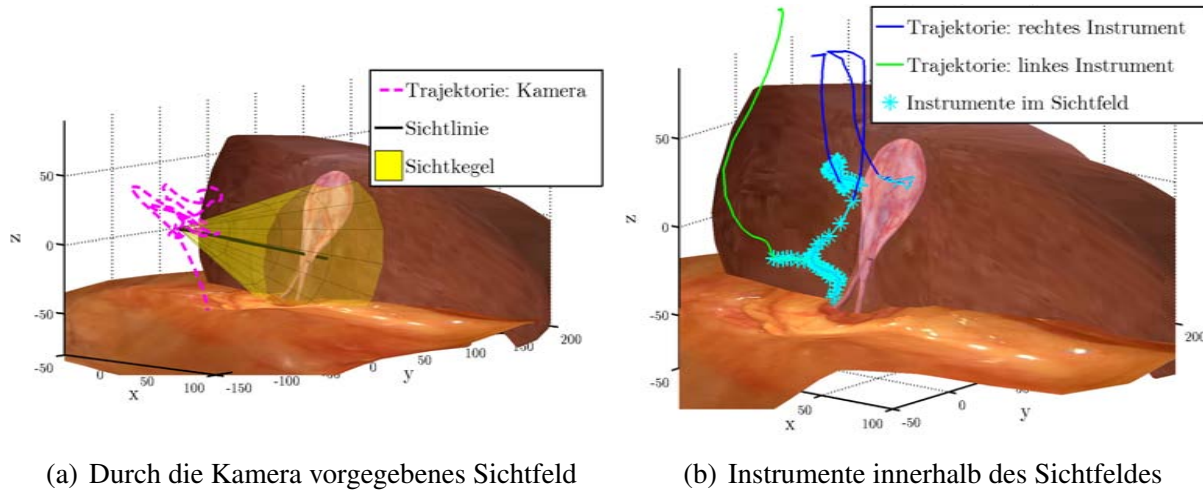 Trajektorie: Kamera
Sichtlinie
Sichtkegel
50
0
-50
z
-50
0
50
100
x
-150
-100
-50
0
50
100
150
200
y
(a) Durch die Kamera vorgegebenes Sichtfeld
Trajektorie: rechtes Instrument
Trajektorie: linkes Instrument
Instrumente im Sichtfeld
50
0
-50
z
-50
50
100
x
-50
0
50
200
y
(b) Instrumente innerhalb des Sichtfeldes